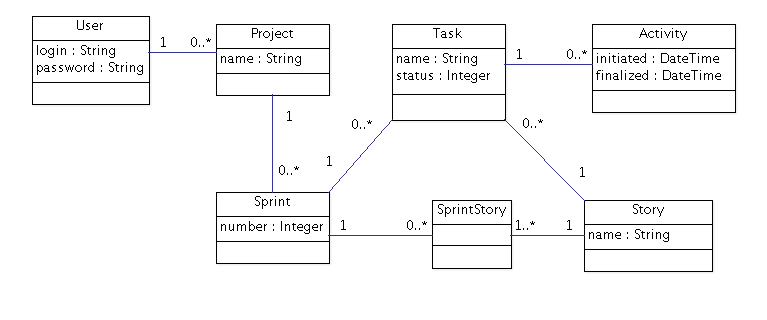 User
login : String
password : String
1
0..*
Project
name : String
Task
name : String
status : Integer
1
0..*
Activity
initiated : DateTime
finalized : DateTime
1
0..*
0..*
1
0..*
1
Sprint
number : Integer
1
0..*
SprintStory
1..*
1
Story
name : String